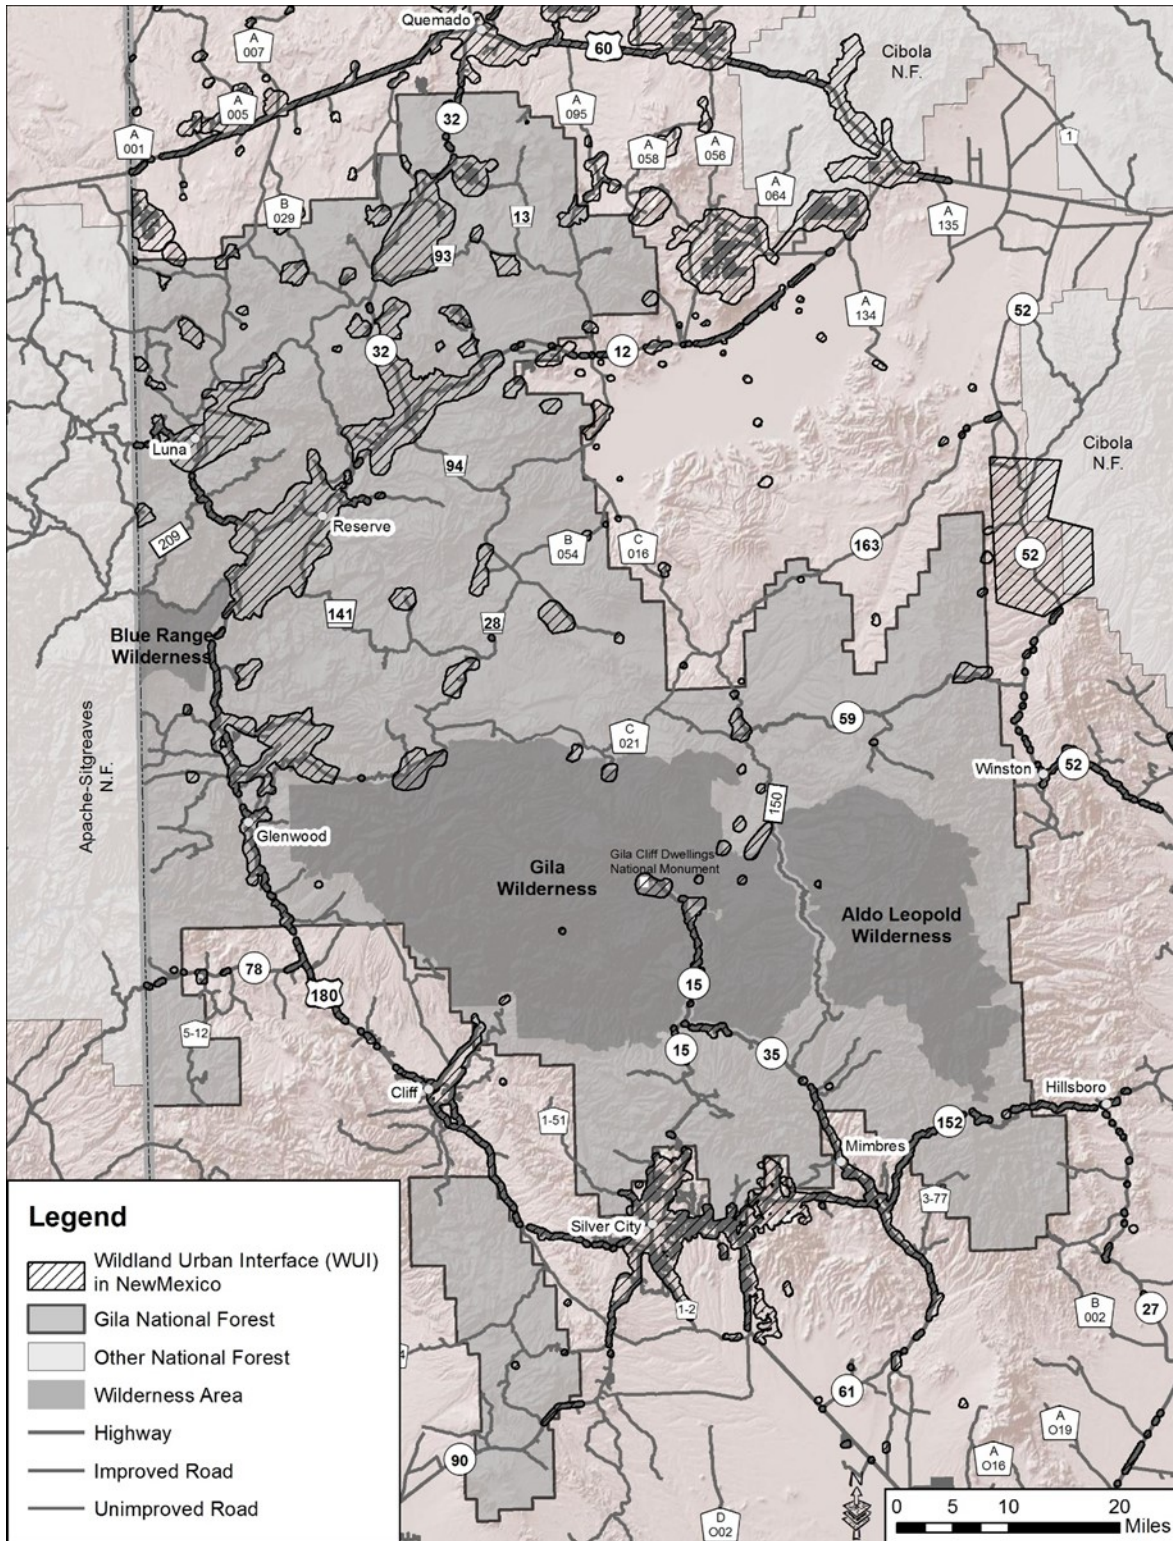 Quemado
A
007
60
Cibola
N.F.
A
005
32
A
095
A
001
A
058
A
056
1
A
064
B
029
13
A
135
93
52
A
134
32
12
Luna
Cibola
N.F.
94
Reserve
209
B
054
C
016
163
52
141
28
Blue Range
Wilderness
59
C
021
Winston
52
Apache-Sitgreaves
N.F.
150
Glenwood
Gila Cliff Dwellings
National Monument
Gila
Wilderness
Aldo Leopold
Wilderness
78
180
15
5-12
15
35
Cliff
Hillsboro
1-51
152
Mimbres
3-77
Silver City
1-2
B
002
27
61
A
O19
90
A
O16
D
O02
N
Legend
Wildland Urban Interface (WUI)
in NewMexico
Gila National Forest
Other National Forest
Wilderness Area
Highway
Improved Road
Unimproved Road
0 5 10 20
Miles